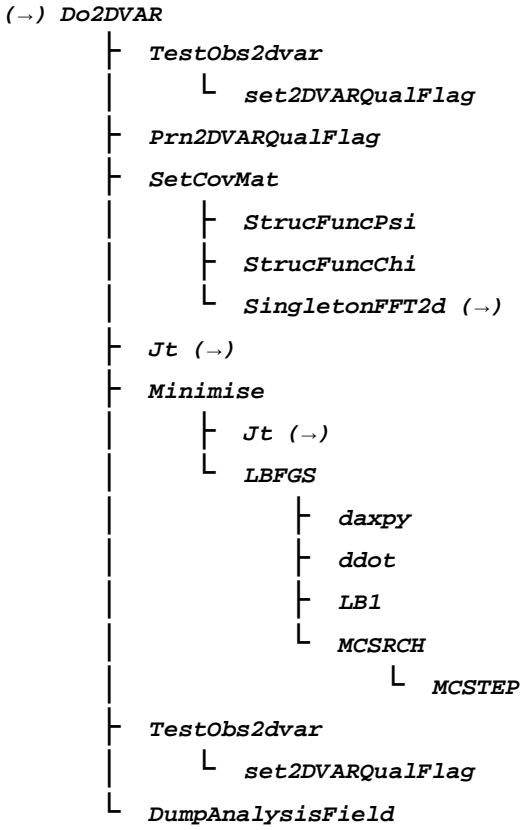 (→) Do2DVAR
TestObs2dvar
set2DVARQualFlag
Prn2DVARQualFlag
SetCovMat
StrucFuncPsi
StrucFuncChi
SingletonFFT2d (→)
Jt (→)
Minimise
Jt (→)
LBFGS
daxpy
ddot
LB1
MCSRCH
MCSTEP
TestObs2dvar
set2DVARQualFlag
DumpAnalysisField